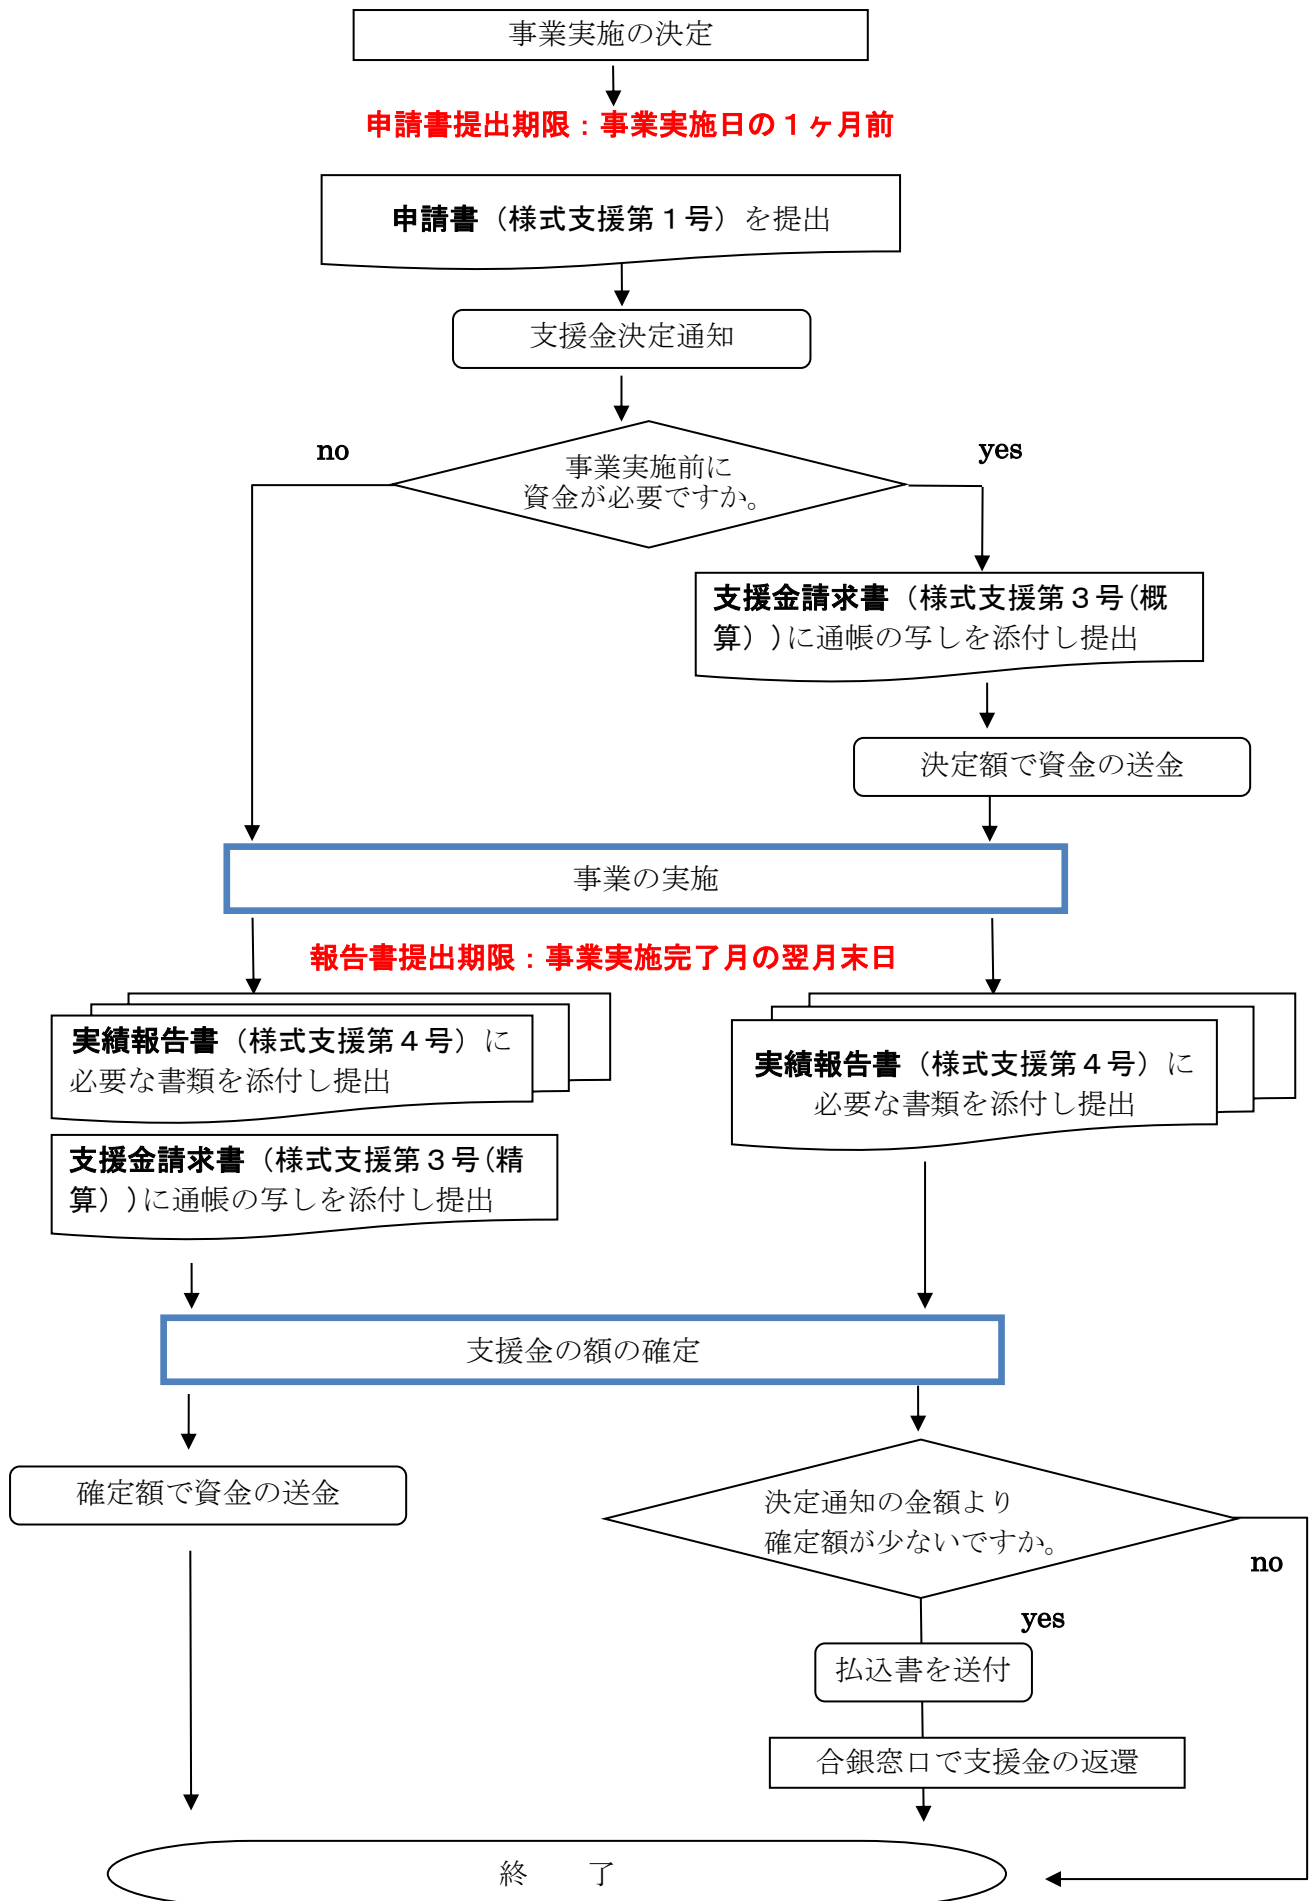 事業実施の決定
申請書提出期限：事業実施日の１ヶ月前
申請書（様式支援第１号）を提出
支援金決定通知
no
yes
事業実施前に
資金が必要ですか。
支援金請求書（様式支援第３号(概
算））に通帳の写しを添付し提出
決定額で資金の送金
事業の実施
報告書提出期限：事業実施完了月の翌月末日
実績報告書（様式支援第４号）に
必要な書類を添付し提出
実績報告書（様式支援第４号）に
必要な書類を添付し提出
支援金請求書（様式支援第３号(精
算））に通帳の写しを添付し提出
支援金の額の確定
確定額で資金の送金
決定通知の金額より
確定額が少ないですか。
no
yes
払込書を送付
合銀窓口で支援金の返還
終　　了